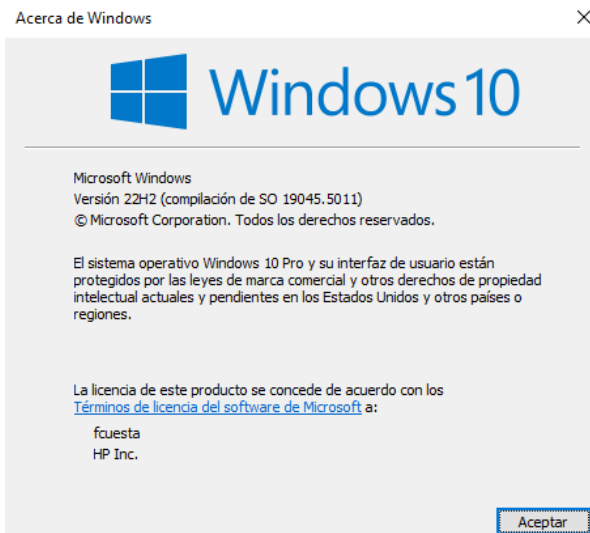 Acerca de Windows
Windows 10
Microsoft Windows
Versión 22H2 (compilación de SO 19045.5011)
© Microsoft Corporation. Todos los derechos reservados.
El sistema operativo Windows 10 Pro y su interfaz de usuario están
protegidos por las leyes de marca comercial y otros derechos de propiedad
intelectual actuales y pendientes en los Estados Unidos y otros países o
regiones.
La licencia de este producto se concede de acuerdo con los
Términos de licencia del software de Microsoft a:
fcuesta
HP Inc.
Aceptar